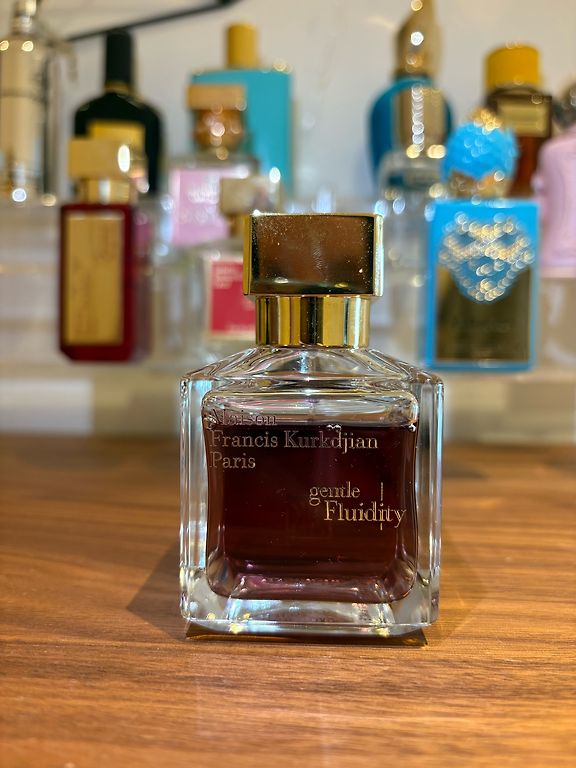 Maison
Francis Kurkdjian
Paris
gentle
Fluidity